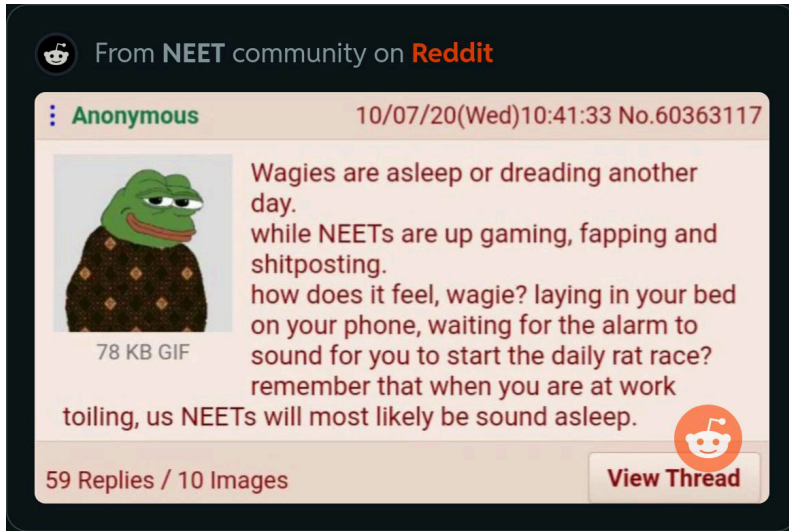 From NEET community on Reddit
Anonymous 10/07/20(Wed)10:41:33 No.60363117
Wagies are asleep or dreading another
day.
while NEETs are up gaming, fapping and
shitposting.
how does it feel, wagie? laying in your bed
on your phone, waiting for the alarm to
sound for you to start the daily rat race?
remember that when you are at work
toiling, us NEETs will most likely be sound asleep.
78 KB GIF
59 Replies / 10 Images
View Thread